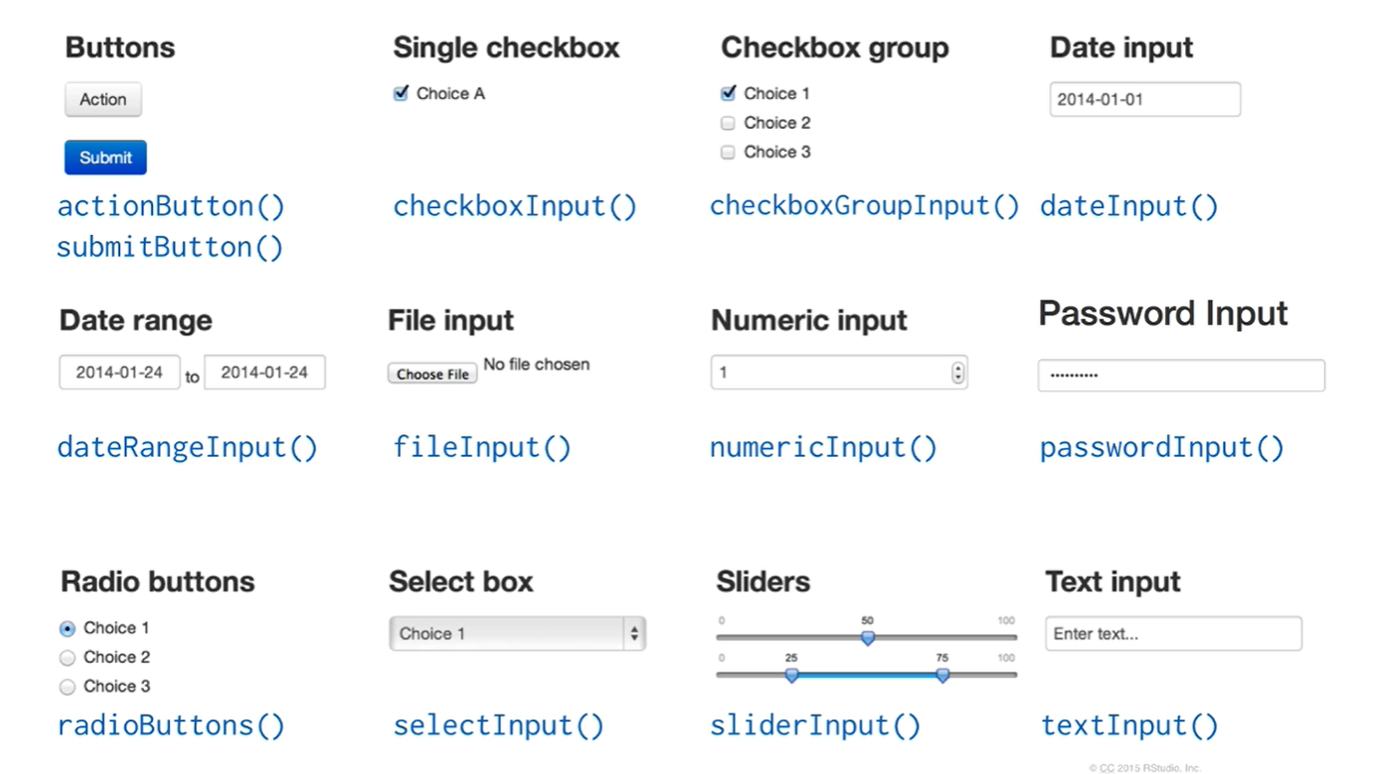 Buttons
Single checkbox
Checkbox group
Date input
Action
Submit
Choice A
Choice 1
Choice 2
Choice 3
2014-01-01
actionButton()
submitButton()
checkboxInput()
checkboxGroupInput()
dateInput()
Date range
File input
Numeric input
Password Input
2014-01-24 to 2014-01-24
Choose File No file chosen
1
••••••••••
dateRangeInput()
fileInput()
numericInput()
passwordInput()
Radio buttons
Select box
Sliders
Text input
Choice 1
Choice 2
Choice 3
Choice 1
0 50 100
0 25 75 100
Enter text...
radioButtons()
selectInput()
sliderInput()
textInput()
© CC 2015 RStudio, Inc.